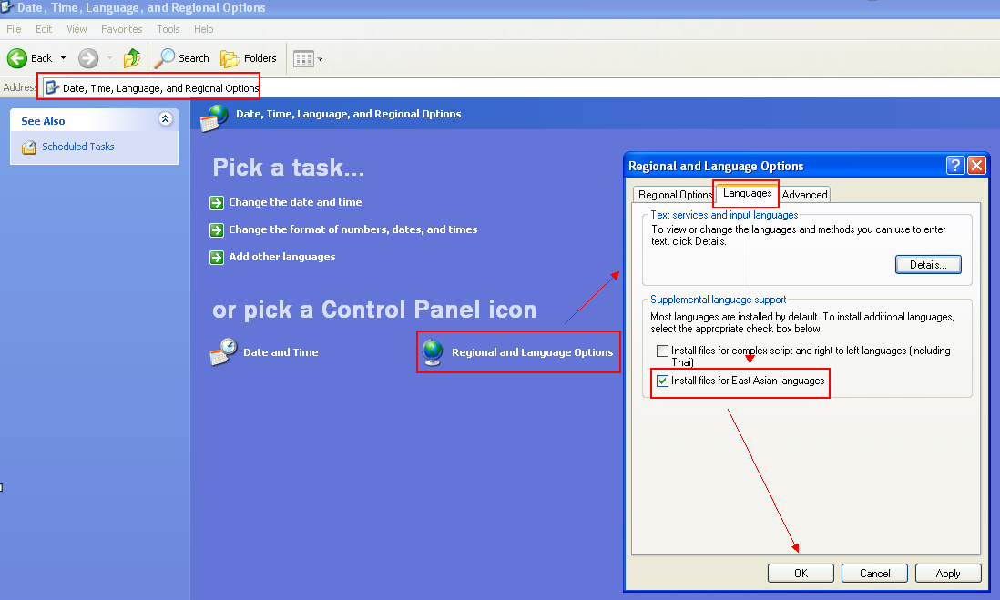 Date, Time, Language, and Regional Options
File Edit View Favorites Tools Help
Back Search Folders
Address Date, Time, Language, and Regional Options
See Also
Scheduled Tasks
Date, Time, Language, and Regional Options
Pick a task...
Change the date and time
Change the format of numbers, dates, and times
Add other languages
or pick a Control Panel icon
Date and Time
Regional and Language Options
Regional and Language Options
Regional Options Languages Advanced
Text services and input languages
To view or change the languages and methods you can use to enter
text, click Details.
Details...
Supplemental language support
Most languages are installed by default. To install additional languages,
select the appropriate check box below.
Install files for complex script and right-to-left languages (including
Thai)
Install files for East Asian languages
OK Cancel Apply